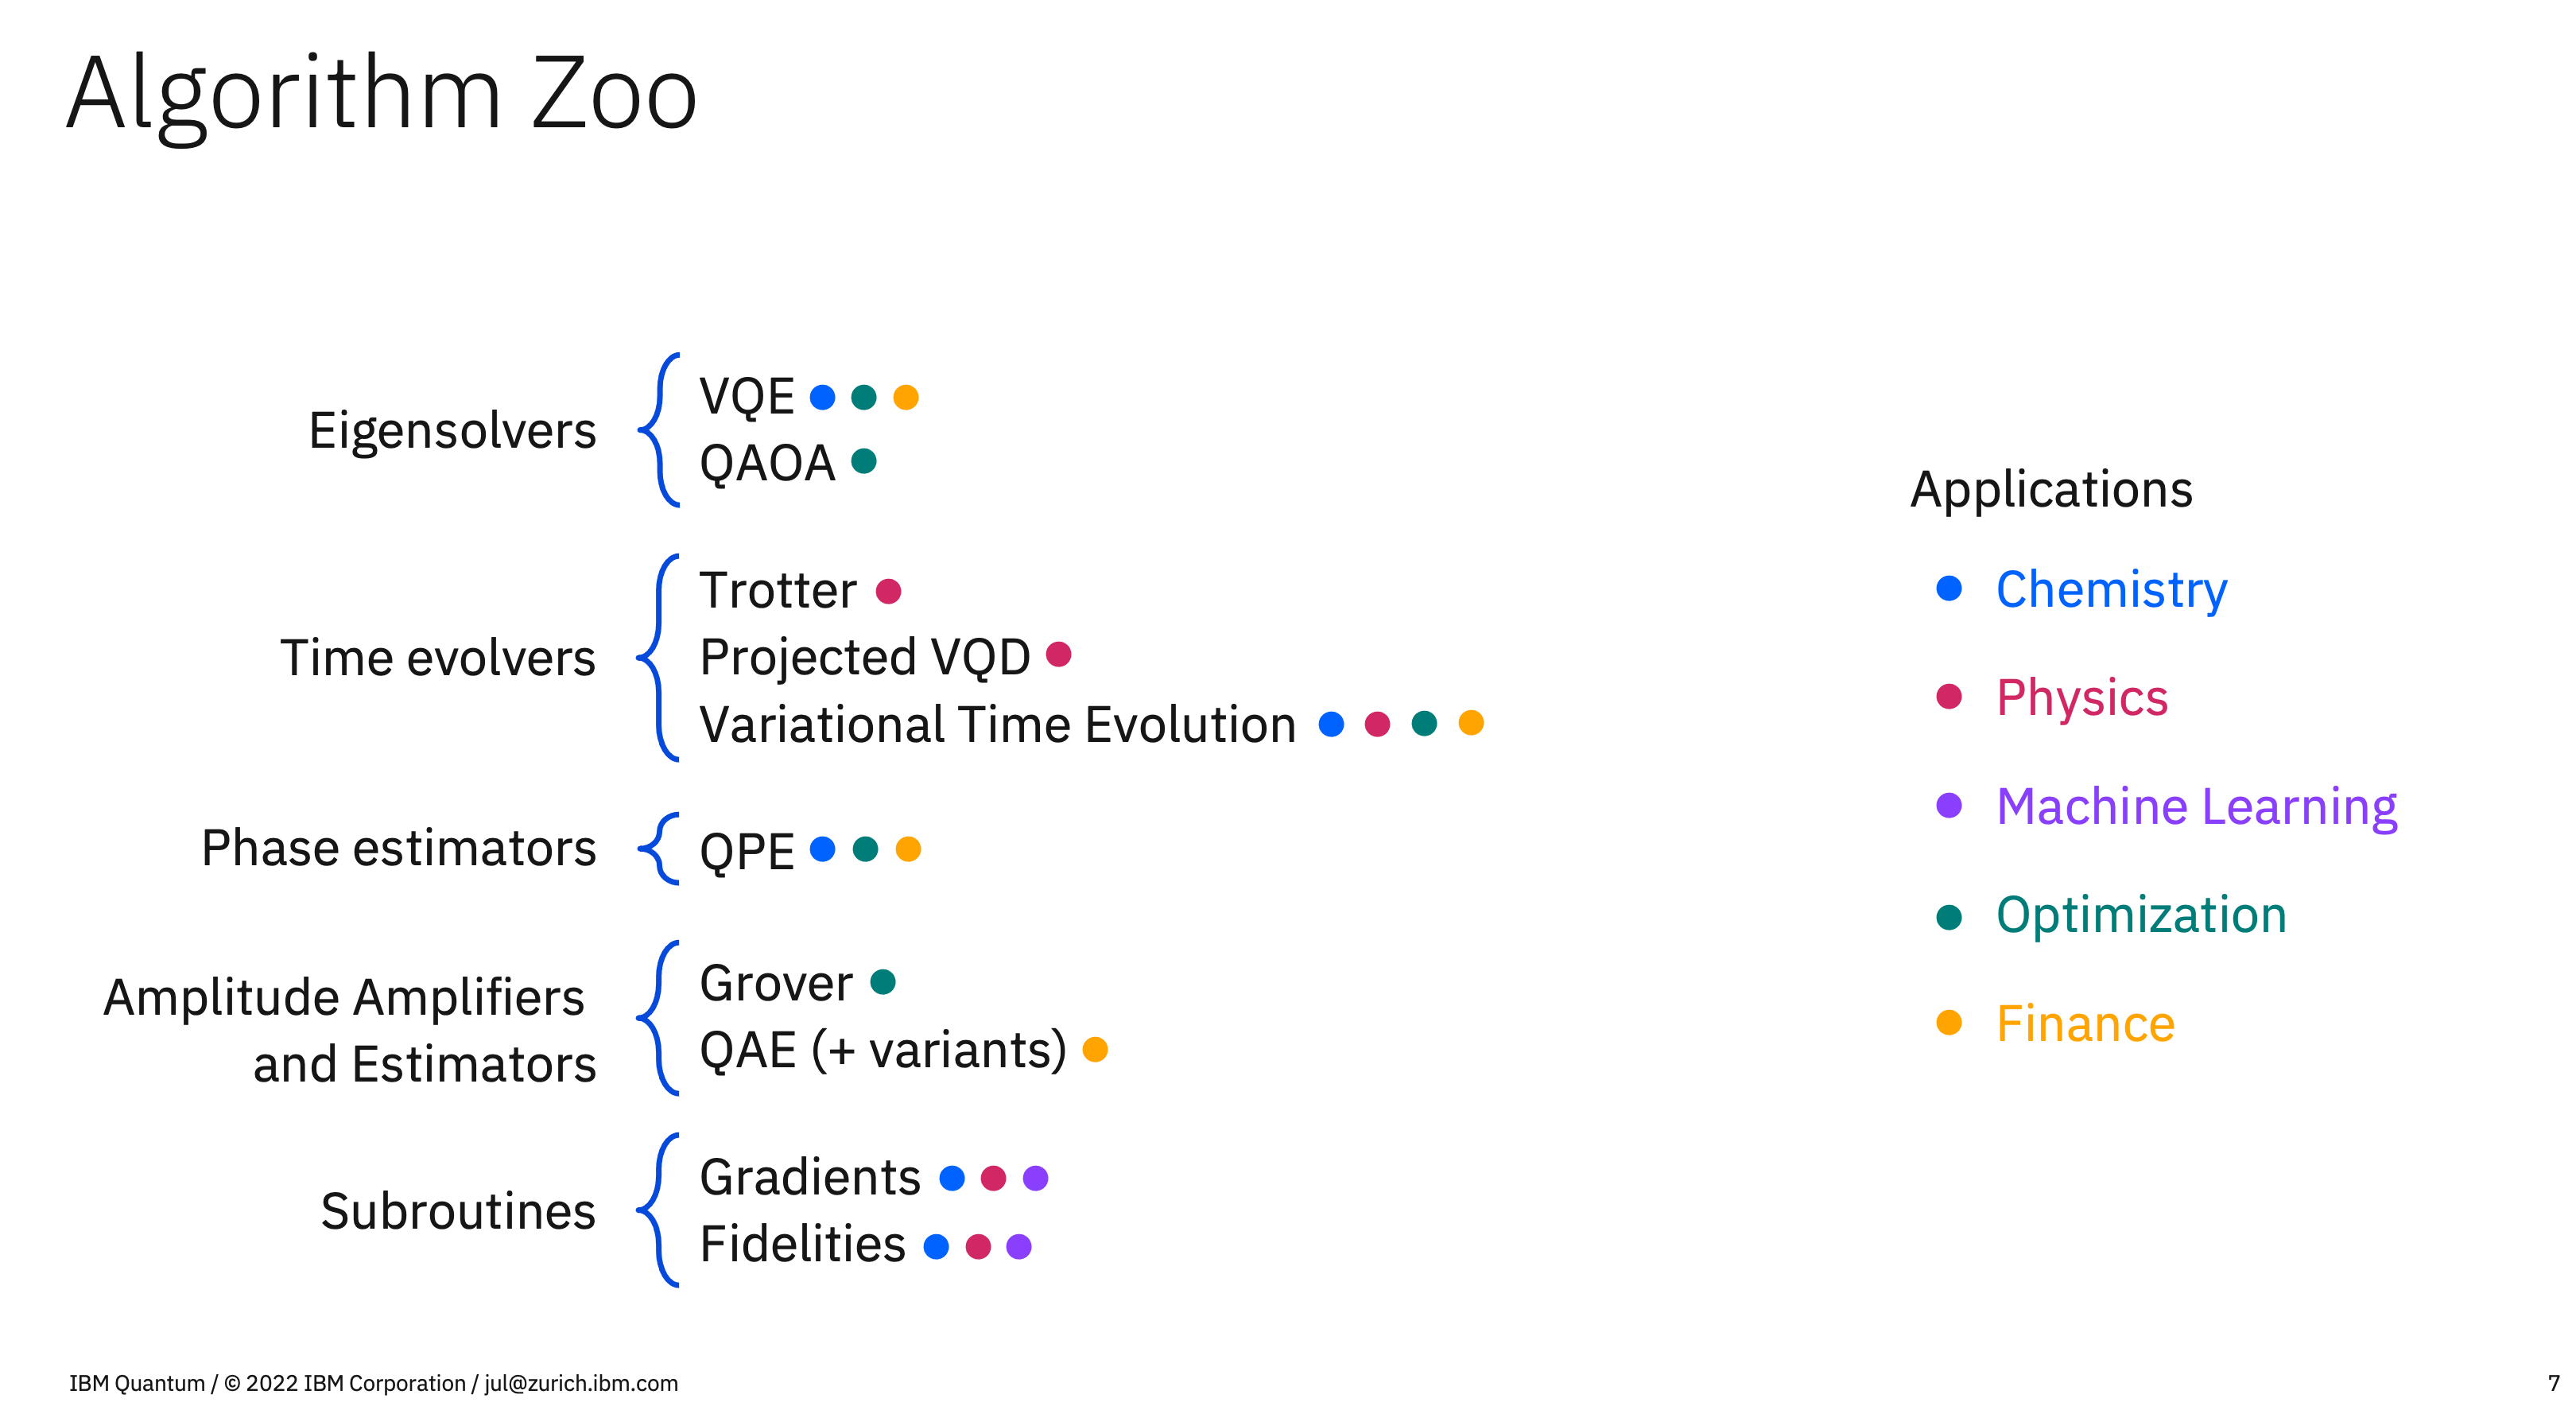 Algorithm Zoo
Eigensolvers
VQE
QAOA
Time evolvers
Trotter
Projected VQD
Variational Time Evolution
Phase estimators
QPE
Amplitude Amplifiers
and Estimators
Grover
QAE (+ variants)
Subroutines
Gradients
Fidelities
Applications
Chemistry
Physics
Machine Learning
Optimization
Finance
IBM Quantum / © 2022 IBM Corporation / jul@zurich.ibm.com
7